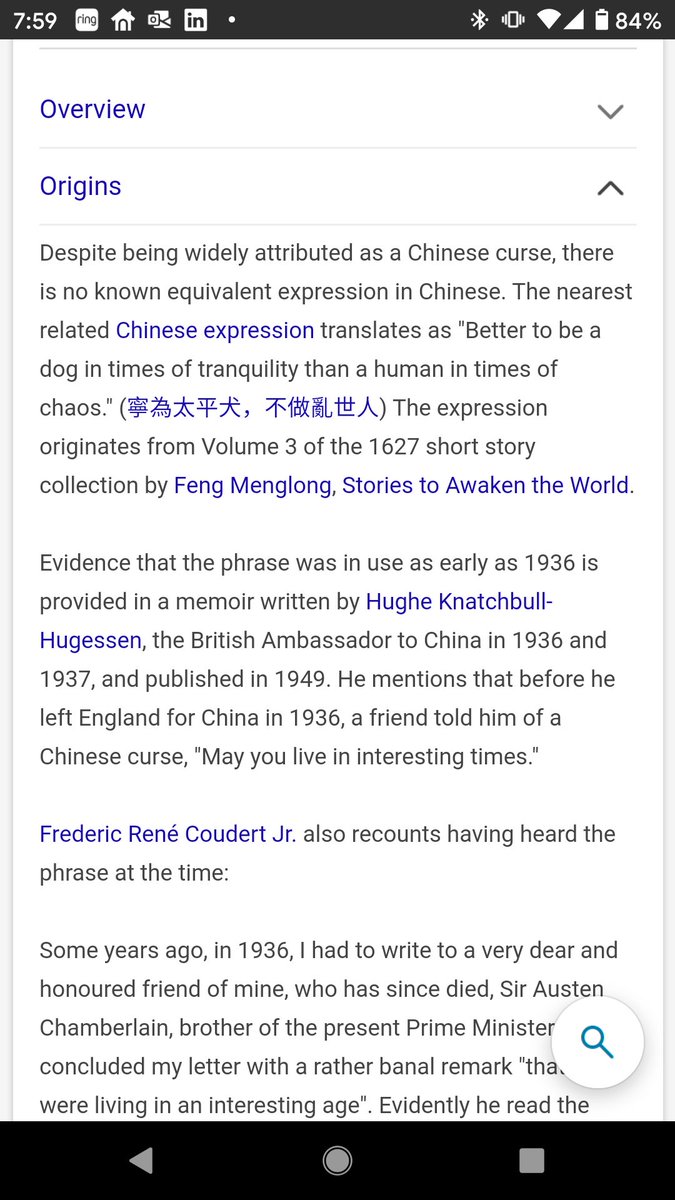 7:59 ring in 84%
Overview
Origins
Despite being widely attributed as a Chinese curse, there
is no known equivalent expression in Chinese. The nearest
related Chinese expression translates as "Better to be a
dog in times of tranquility than a human in times of
chaos." (寧為太平犬，不做亂世人) The expression
originates from Volume 3 of the 1627 short story
collection by Feng Menglong, Stories to Awaken the World.
Evidence that the phrase was in use as early as 1936 is
provided in a memoir written by Hughe Knatchbull-
Hugessen, the British Ambassador to China in 1936 and
1937, and published in 1949. He mentions that before he
left England for China in 1936, a friend told him of a
Chinese curse, "May you live in interesting times."
Frederic René Coudert Jr. also recounts having heard the
phrase at the time:
Some years ago, in 1936, I had to write to a very dear and
honoured friend of mine, who has since died, Sir Austen
Chamberlain, brother of the present Prime Minister
concluded my letter with a rather banal remark "that
were living in an interesting age". Evidently he read the